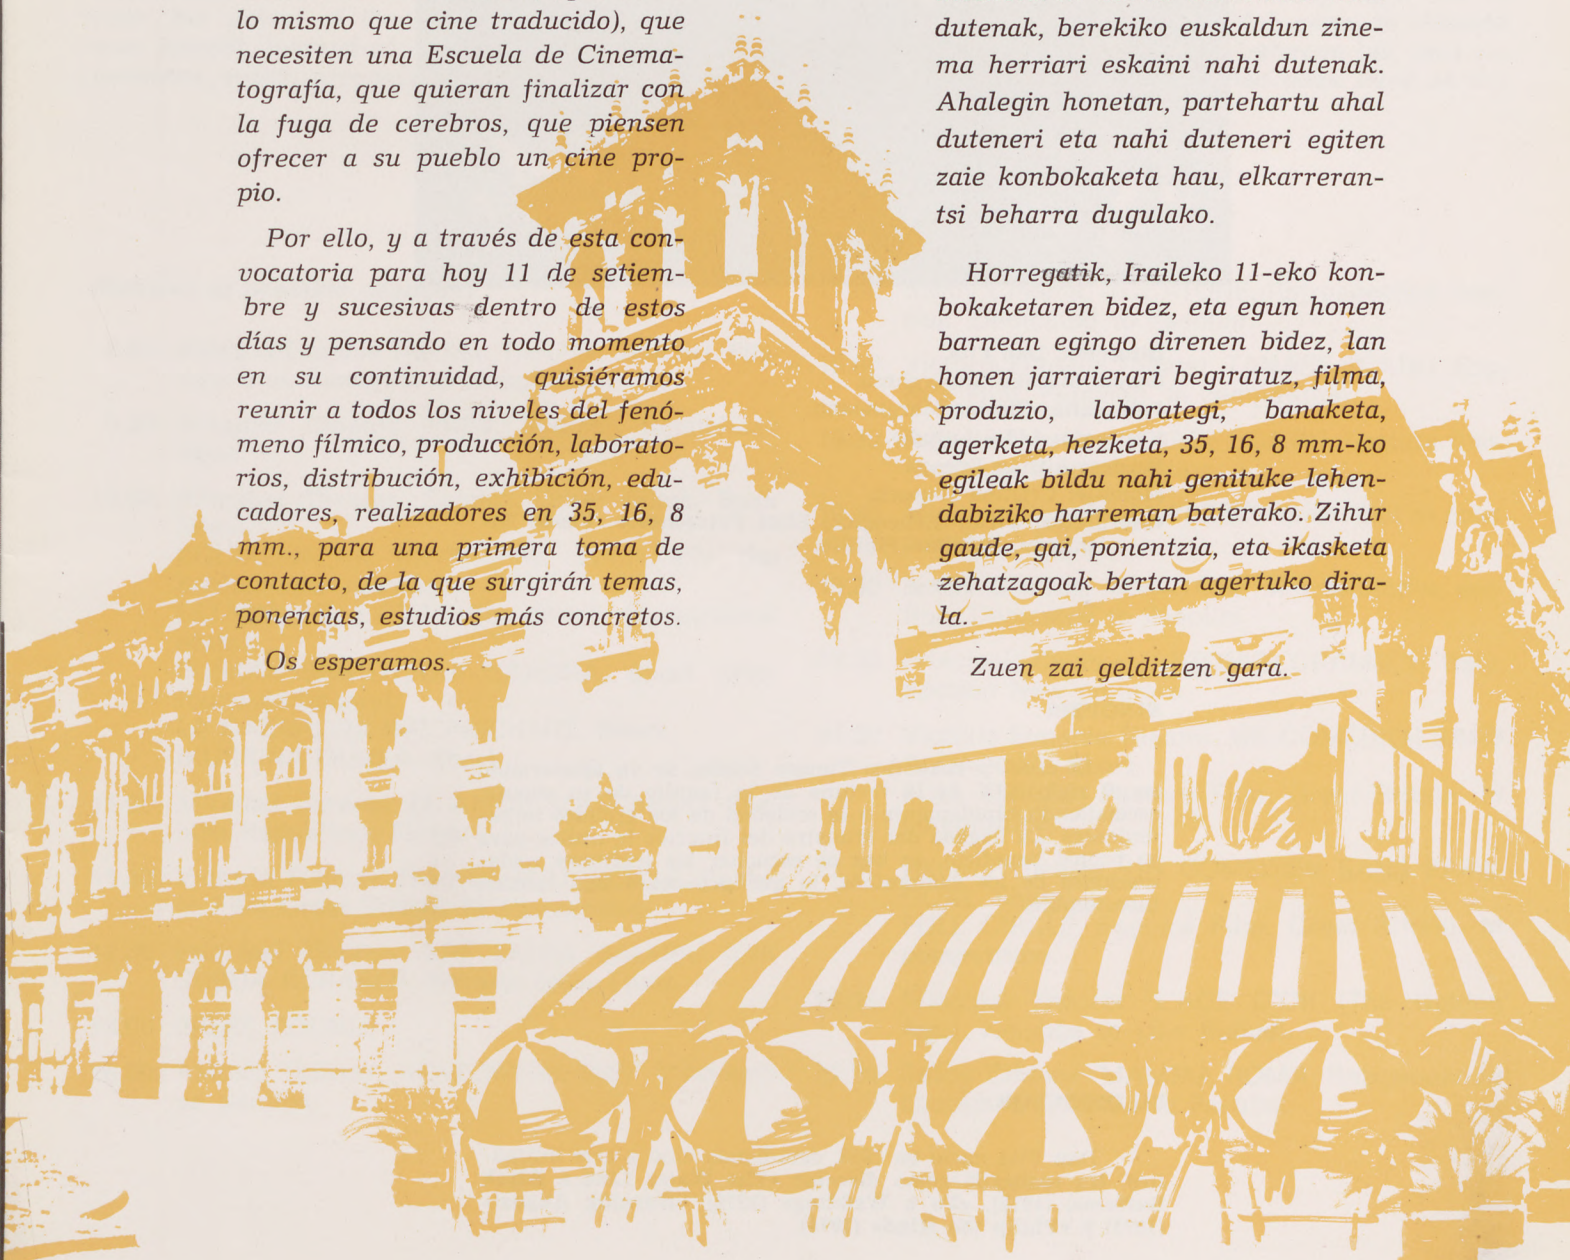 lo mismo que cine traducido), que
necesiten una Escuela de Cinema-
tografía, que quieran finalizar con
la fuga de cerebros, que piensen
ofrecer a su pueblo un cine pro-
pio.
Por ello, y a través de esta con-
vocatoria para hoy 11 de setiem-
bre y sucesivas dentro de estos
días y pensando en todo momento
en su continuidad, quisiéramos
reunir a todos los niveles del fenó-
meno fílmico, producción, laborato-
rios, distribución, exhibición, edu-
cadores, realizadores en 35, 16, 8
mm., para una primera toma de
contacto, de la que surgirán temas,
ponencias, estudios más concretos.
Os esperamos.
dutenak, berekiko euskaldun zine-
ma herriari eskaini nahi dutenak.
Ahalegin honetan, partehartu ahal
duteneri eta nahi duteneri egiten
zaie konbokaketa hau, elkarreran-
tsi beharra dugulako.
Horregatik, Iraileko 11-eko kon-
bokaketaren bidez, eta egun honen
barnean egingo direnen bidez, lan
honen jarraierari begiratuz, filma,
produzio, laborategi, banaketa,
agerketa, hezketa, 35, 16, 8 mm-ko
egileak bildu nahi genituke lehen-
dabiziko harreman baterako. Zihur
gaude, gai, ponentzia, eta ikasketa
zehatzagoak bertan agertuko dira-
la.
Zuen zai gelditzen gara.